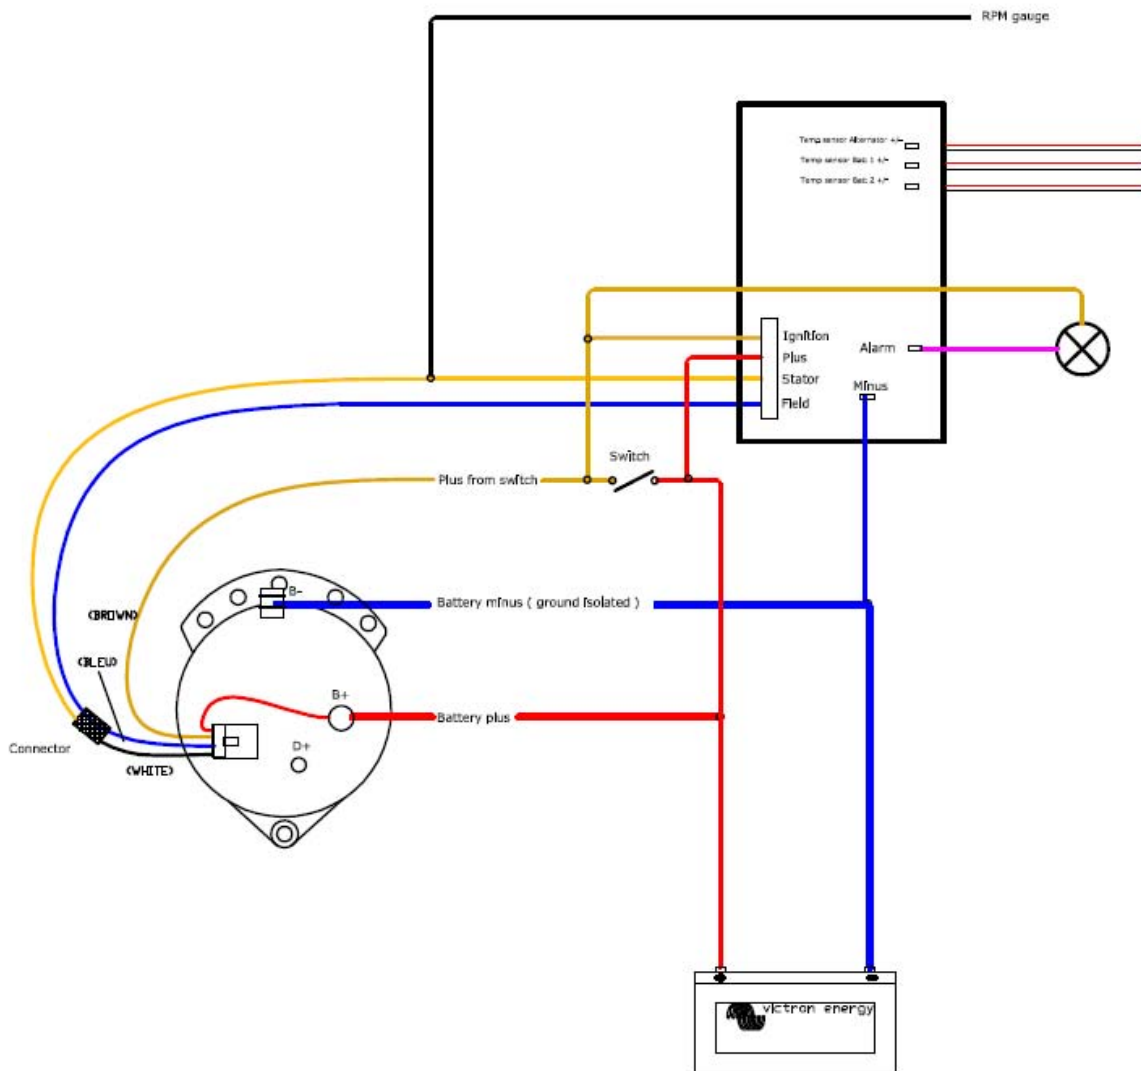 RPM gauge
Temp sensor Alternator +/-
Temp sensor Bat 1 +/-
Temp sensor Bat 2 +/-
Ignition
Plus
Stator
Field
Alarm
Minus
Switch
Plus from switch
B-
Battery minus ( ground isolated )
(BROWN)
(BLEU)
B+
Battery plus
D+
Connector
(WHITE)
victron energy